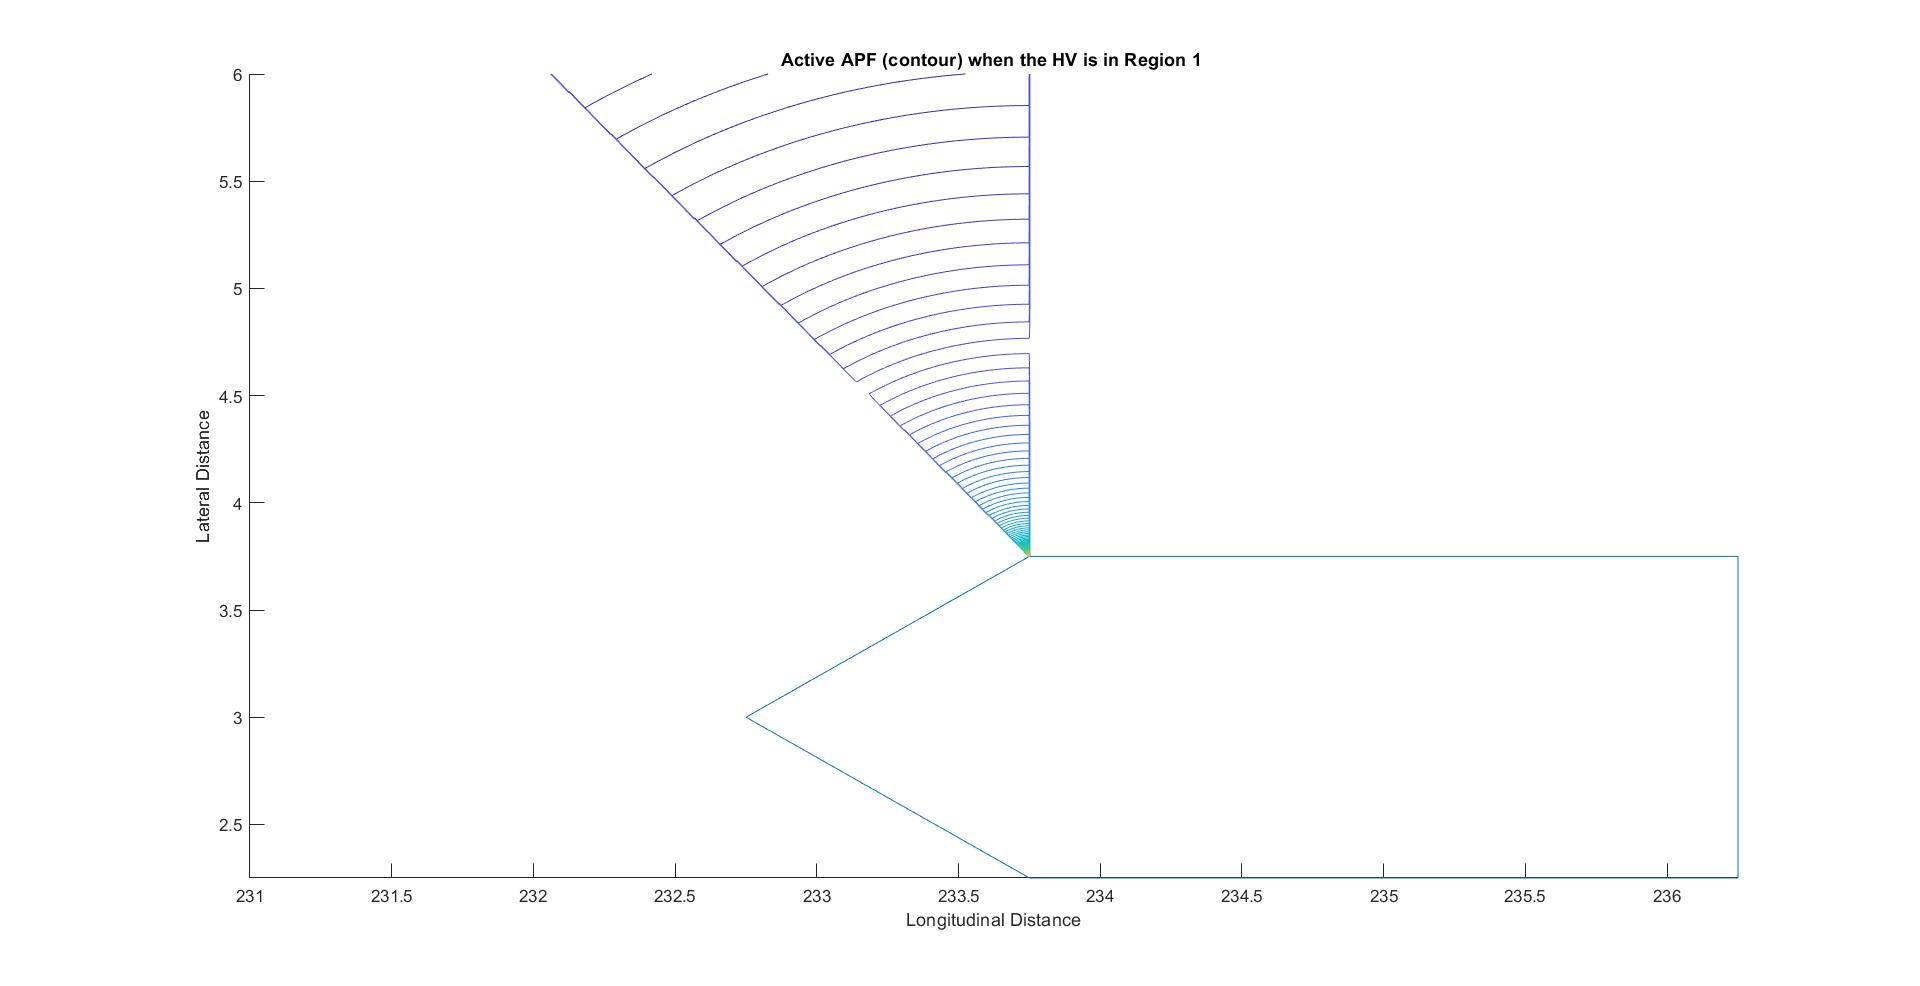 Active APF (contour) when the HV is in Region 1
6
5.5
5
4.5
4
3.5
3
2.5
Lateral Distance
231 231.5 232 232.5 233 233.5 234 234.5 235 235.5 236
Longitudinal Distance